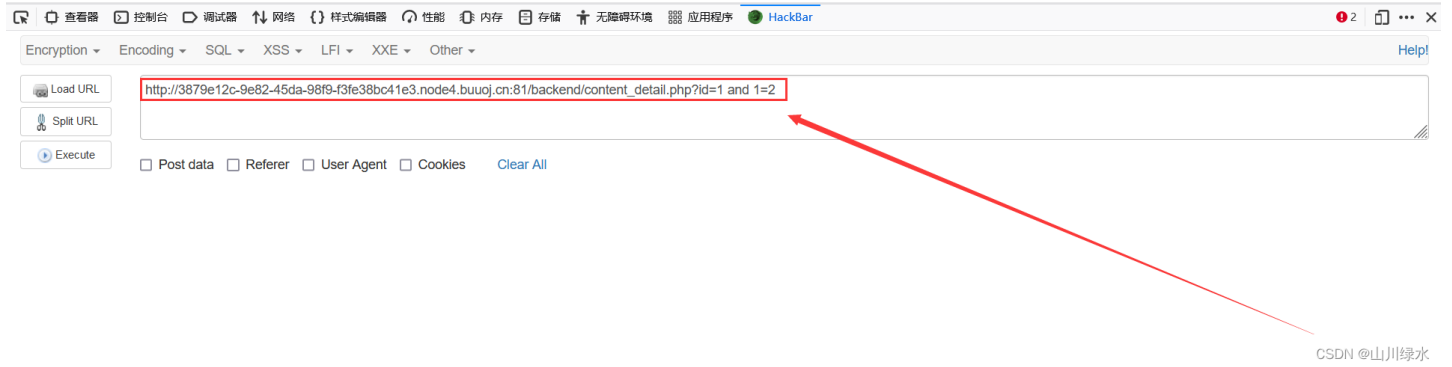 查看器 控制台 调试器 网络 样式编辑器 性能 内存 存储 无障碍环境 应用程序 HackBar 2
Encryption Encoding SQL XSS LFI XXE Other Help!
Load URL http://3879e12c-9e82-45da-98f9-f3fe38bc41e3.node4.buuoj.cn:81/backend/content_detail.php?id=1 and 1=2
Split URL
Execute
Post data Referer User Agent Cookies Clear All
CSDN @山川绿水